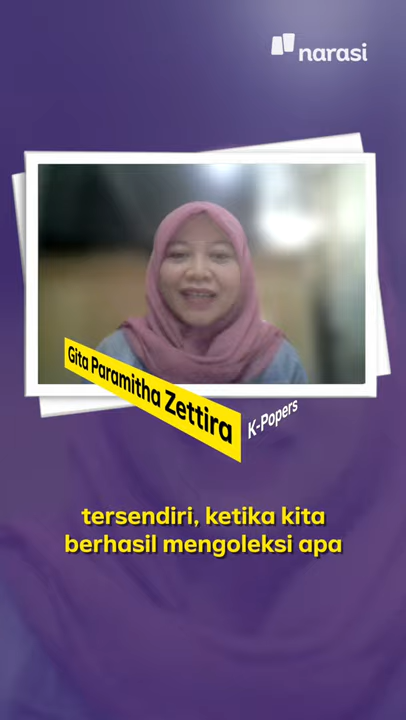 narasi
Gita Paramitha Zettira
K-Popers
tersendiri, ketika kita
berhasil mengoleksi apa